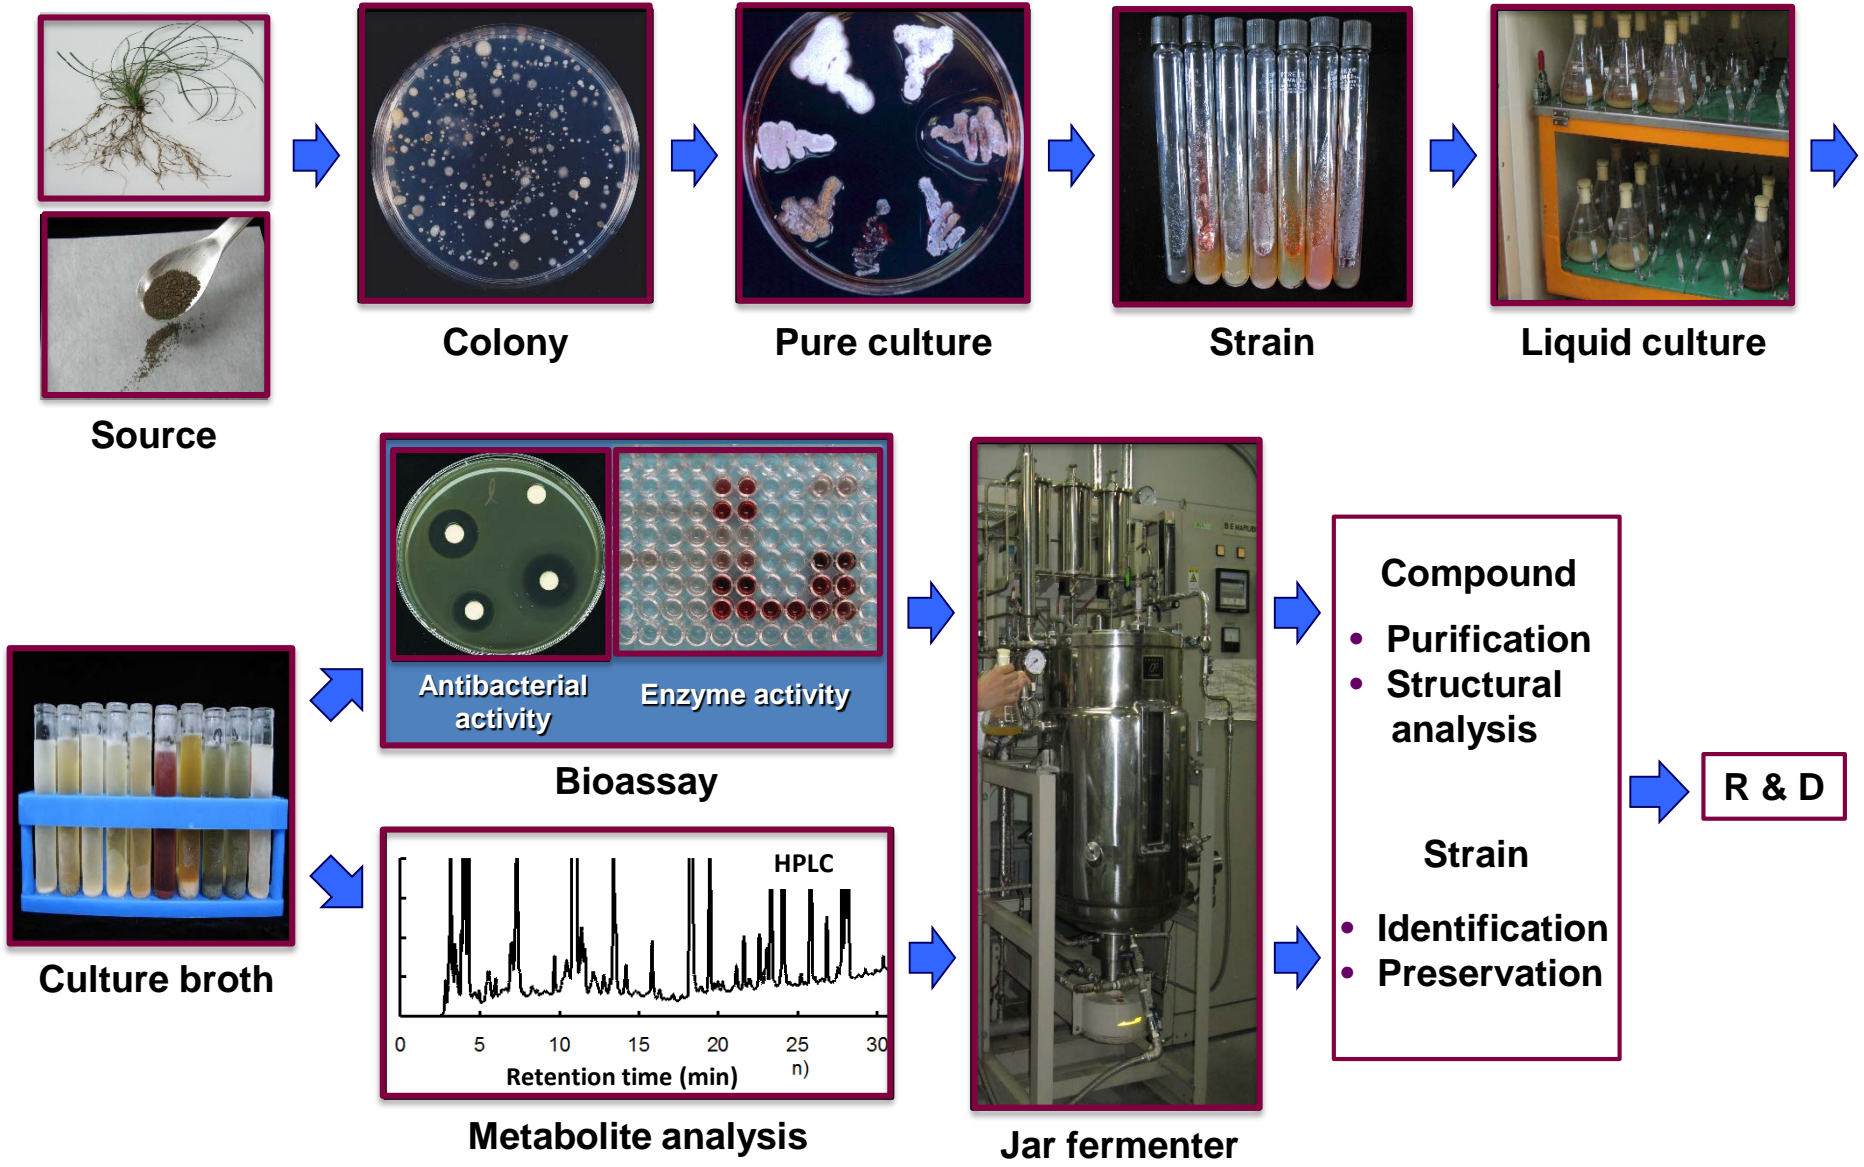 Source
Colony
Pure culture
Strain
Liquid culture
Culture broth
Antibacterial
activity
Enzyme activity
Bioassay
HPLC
0 5 10 15 20 25 30
n)
Retention time (min)
Metabolite analysis
Jar fermenter
Compound
• Purification
• Structural
analysis
Strain
• Identification
• Preservation
R & D